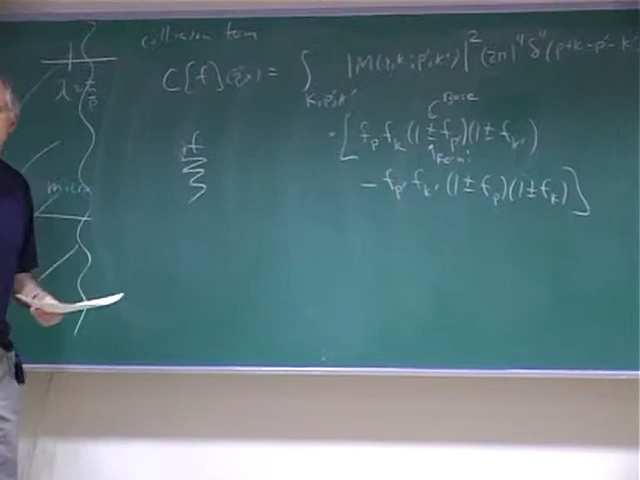 collision term
C[f](p,x) = ∫ |M(p,k;p',k')|² (2π)⁴ δ⁴(p+k-p'-k'
k,p',k'
Bose
· [ f_p f_k (1 ± f_p')(1 ± f_k')
Fermi
- f_p' f_k' (1 ± f_p)(1 ± f_k) ]
f
micro